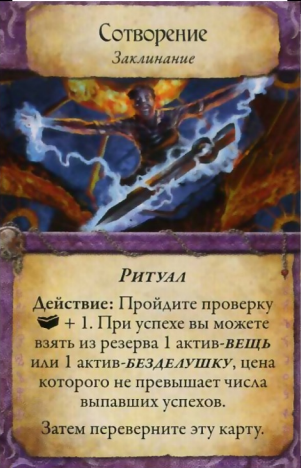 Сотворение
Заклинание
Ритуал
Действие: Пройдите проверку
+ 1. При успехе вы можете
взять из резерва 1 актив-ВЕЩЬ
или 1 актив-БЕЗДЕЛУШКУ, цена
которого не превышает числа
выпавших успехов.
Затем переверните эту карту.